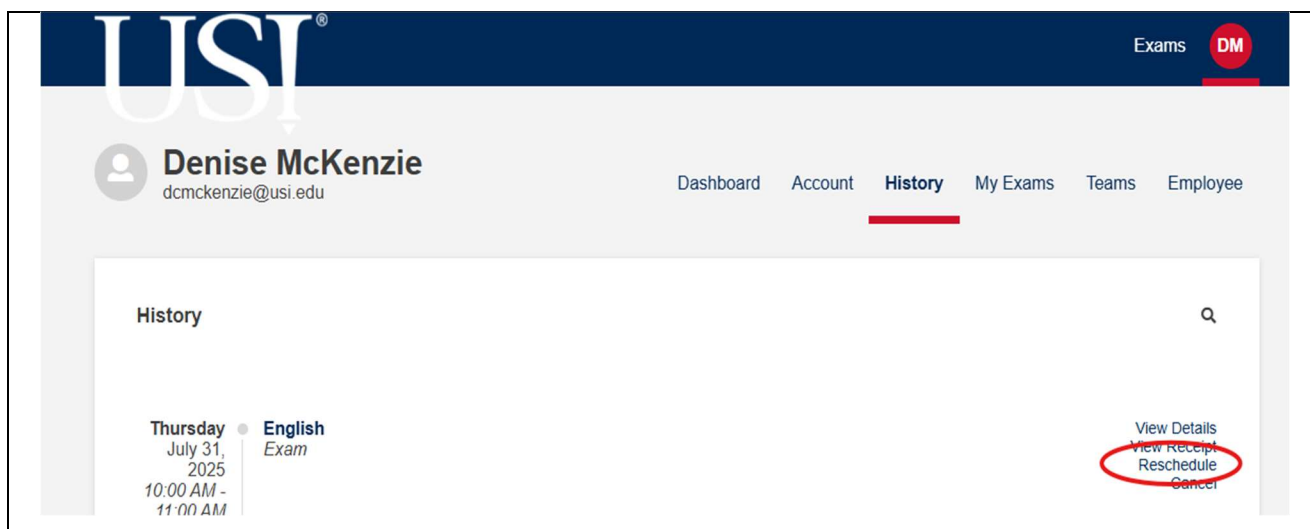 USI®
Exams DM
Denise McKenzie
dcmckenzie@usi.edu
Dashboard Account History My Exams Teams Employee
History
Thursday
July 31,
2025
10:00 AM -
11:00 AM
English
Exam
View Details
View Receipt
Reschedule
Cancel